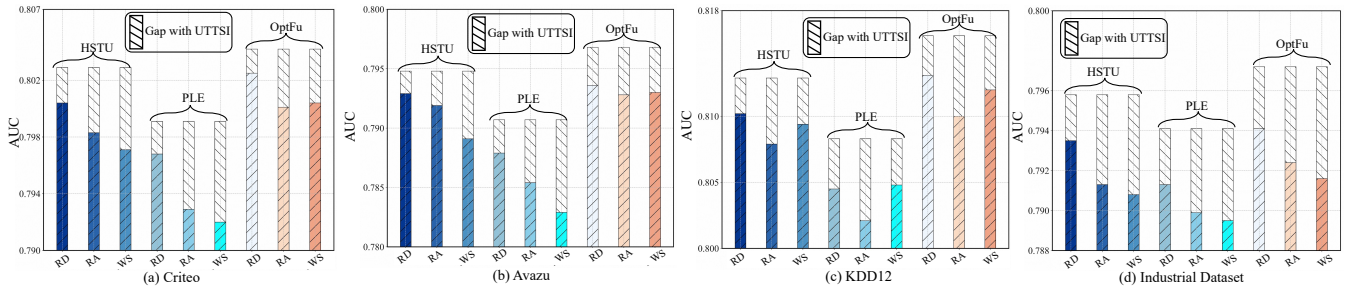 0.807
0.802
0.798
0.794
0.790
AUC
Gap with UTTSI
HSTU
PLE
OptFu
RD
RA
WS
RD
RA
WS
RD
RA
WS
(a) Criteo
0.800
0.795
0.790
0.785
0.780
AUC
Gap with UTTSI
HSTU
PLE
OptFu
RD
RA
WS
RD
RA
WS
RD
RA
WS
(b) Avazu
0.818
0.810
0.805
0.800
AUC
Gap with UTTSI
HSTU
PLE
OptFu
RD
RA
WS
RD
RA
WS
RD
RA
WS
(c) KDD12
0.800
0.796
0.794
0.792
0.790
0.788
AUC
Gap with UTTSI
HSTU
PLE
OptFu
RD
RA
WS
RD
RA
WS
RD
RA
WS
(d) Industrial Dataset